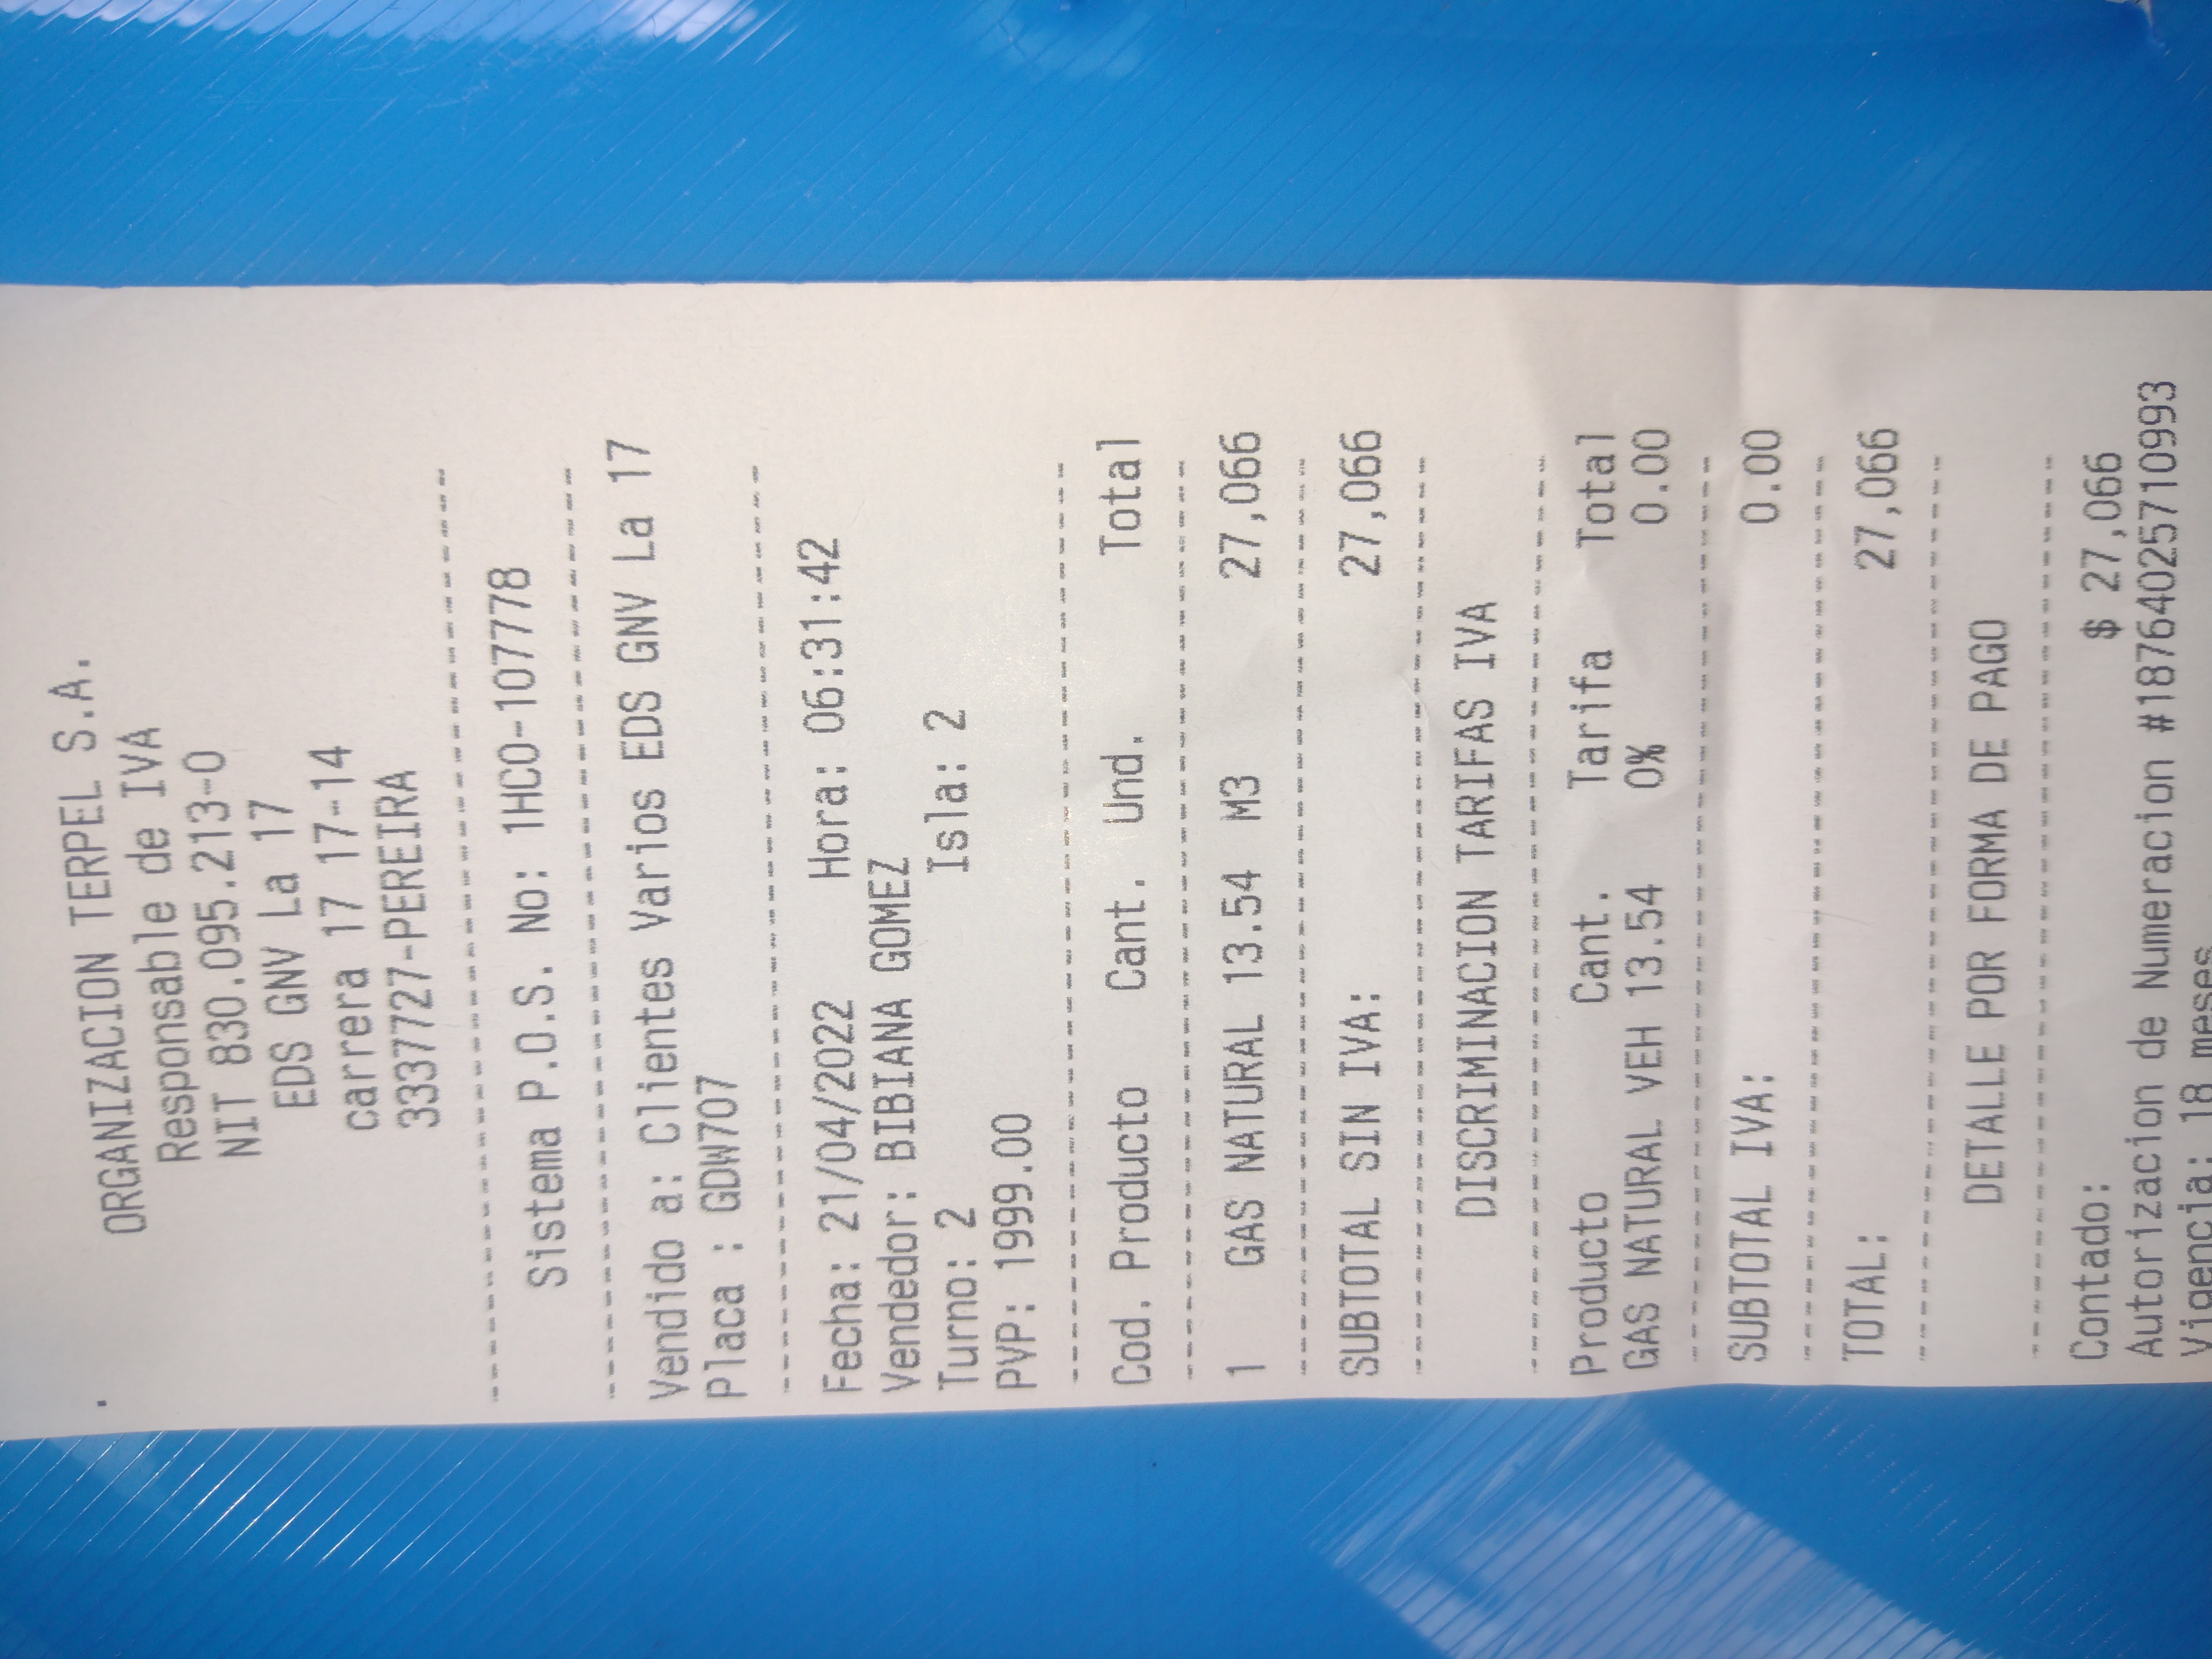 ORGANIZACION TERPEL S.A.
Responsable de IVA
NIT 830.095.213-0
EDS GNV La 17
carrera 17 17-14
3337727-PEREIRA
Sistema P.O.S. No: 1HCO-1077778
Vendido a: Clientes Varios EDS GNV La 17
Placa : GDW707
Fecha: 21/04/2022 Hora: 06:31:42
Vendedor: BIBIANA GOMEZ
Turno: 2 Isla: 2
PVP: 1999.00
Cod. Producto Cant. Und. Total
1 GAS NATURAL 13.54 M3 27,066
SUBTOTAL SIN IVA: 27,066
DISCRIMINACION TARIFAS IVA
Producto Cant. Tarifa Total
GAS NATURAL VEH 13.54 0% 0.00
SUBTOTAL IVA: 0.00
TOTAL: 27,066
DETALLE POR FORMA DE PAGO
Contado: $ 27,066
Autorizacion de Numeracion #18764025710993
Vigencia: 18 meses